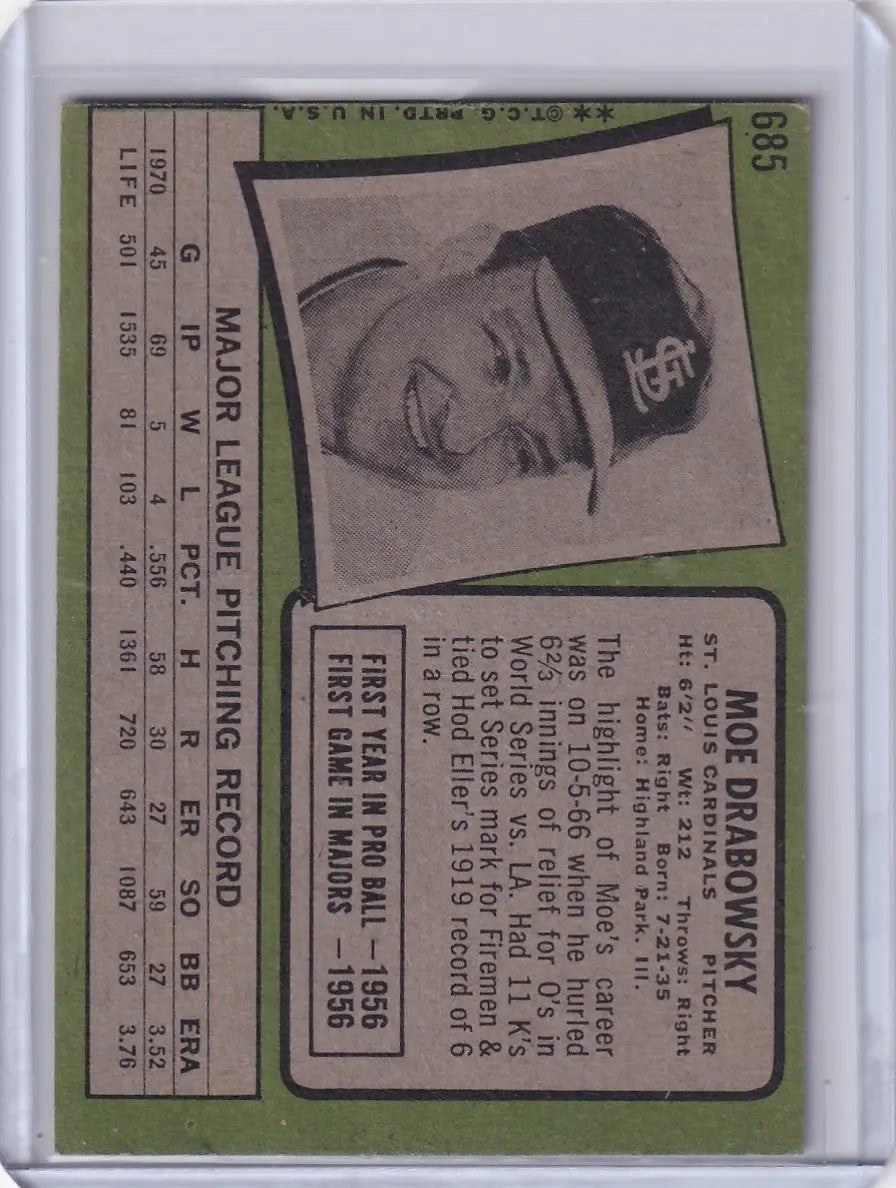 685
MOE DRABOWSKY
ST. LOUIS CARDINALS PITCHER
Ht: 6'2" Wt: 212 Throws: Right
Bats: Right Born: 7-21-35
Home: Highland Park, Ill.
The highlight of Moe's career
was on 10-5-66 when he hurled
6⅔ innings of relief for O's in
World Series vs. LA. Had 11 K's
to set Series mark for Firemen &
tied Hod Eller's 1919 record of 6
in a row.
FIRST YEAR IN PRO BALL — 1956
FIRST GAME IN MAJORS — 1956
StL
**©T.C.G. PRTD. IN U.S.A.
MAJOR LEAGUE PITCHING RECORD
G IP W L PCT. H R ER SO BB ERA
1970 45 69 5 4 .556 58 30 27 59 27 3.52
LIFE 501 1535 81 103 .440 1361 720 643 1087 653 3.76